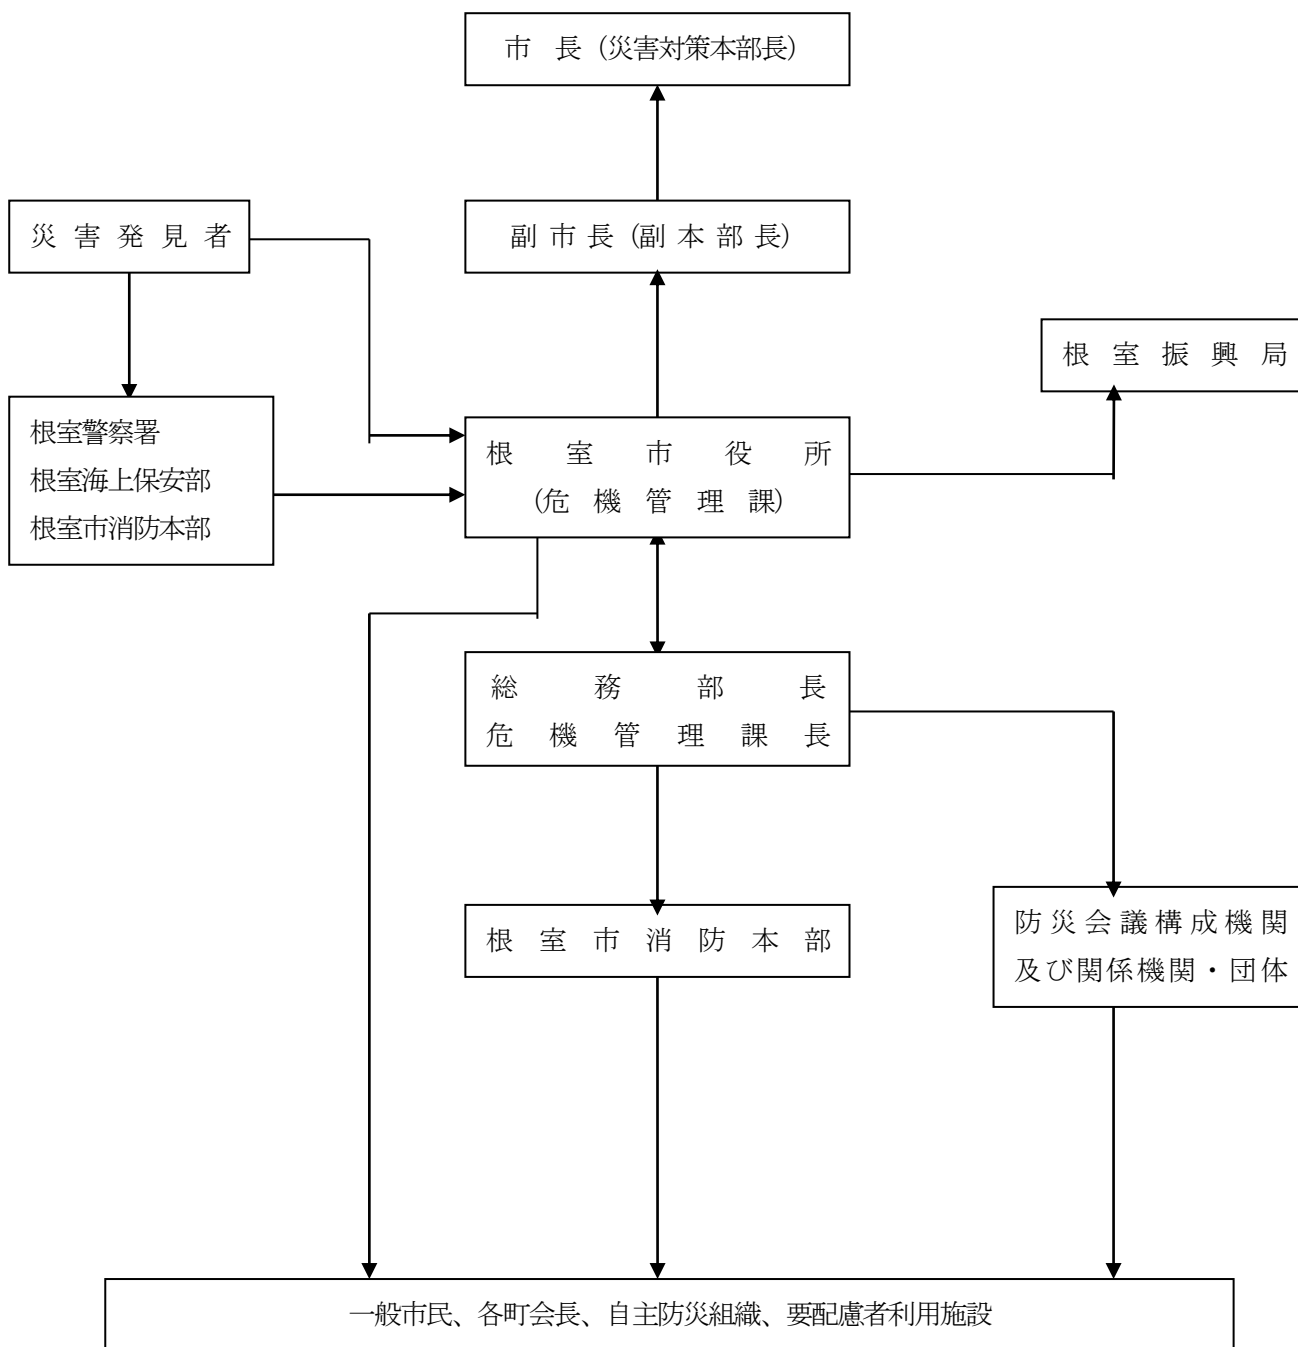 市 長 (災害対策本部長)
災害発見者
副市長 (副本部長)
根室振興局
根室警察署
根室海上保安部
根室市消防本部
根室市役所
(危機管理課)
総務部長
危機管理課長
根室市消防本部
防災会議構成機関
及び関係機関・団体
一般市民、各町会長、自主防災組織、要配慮者利用施設